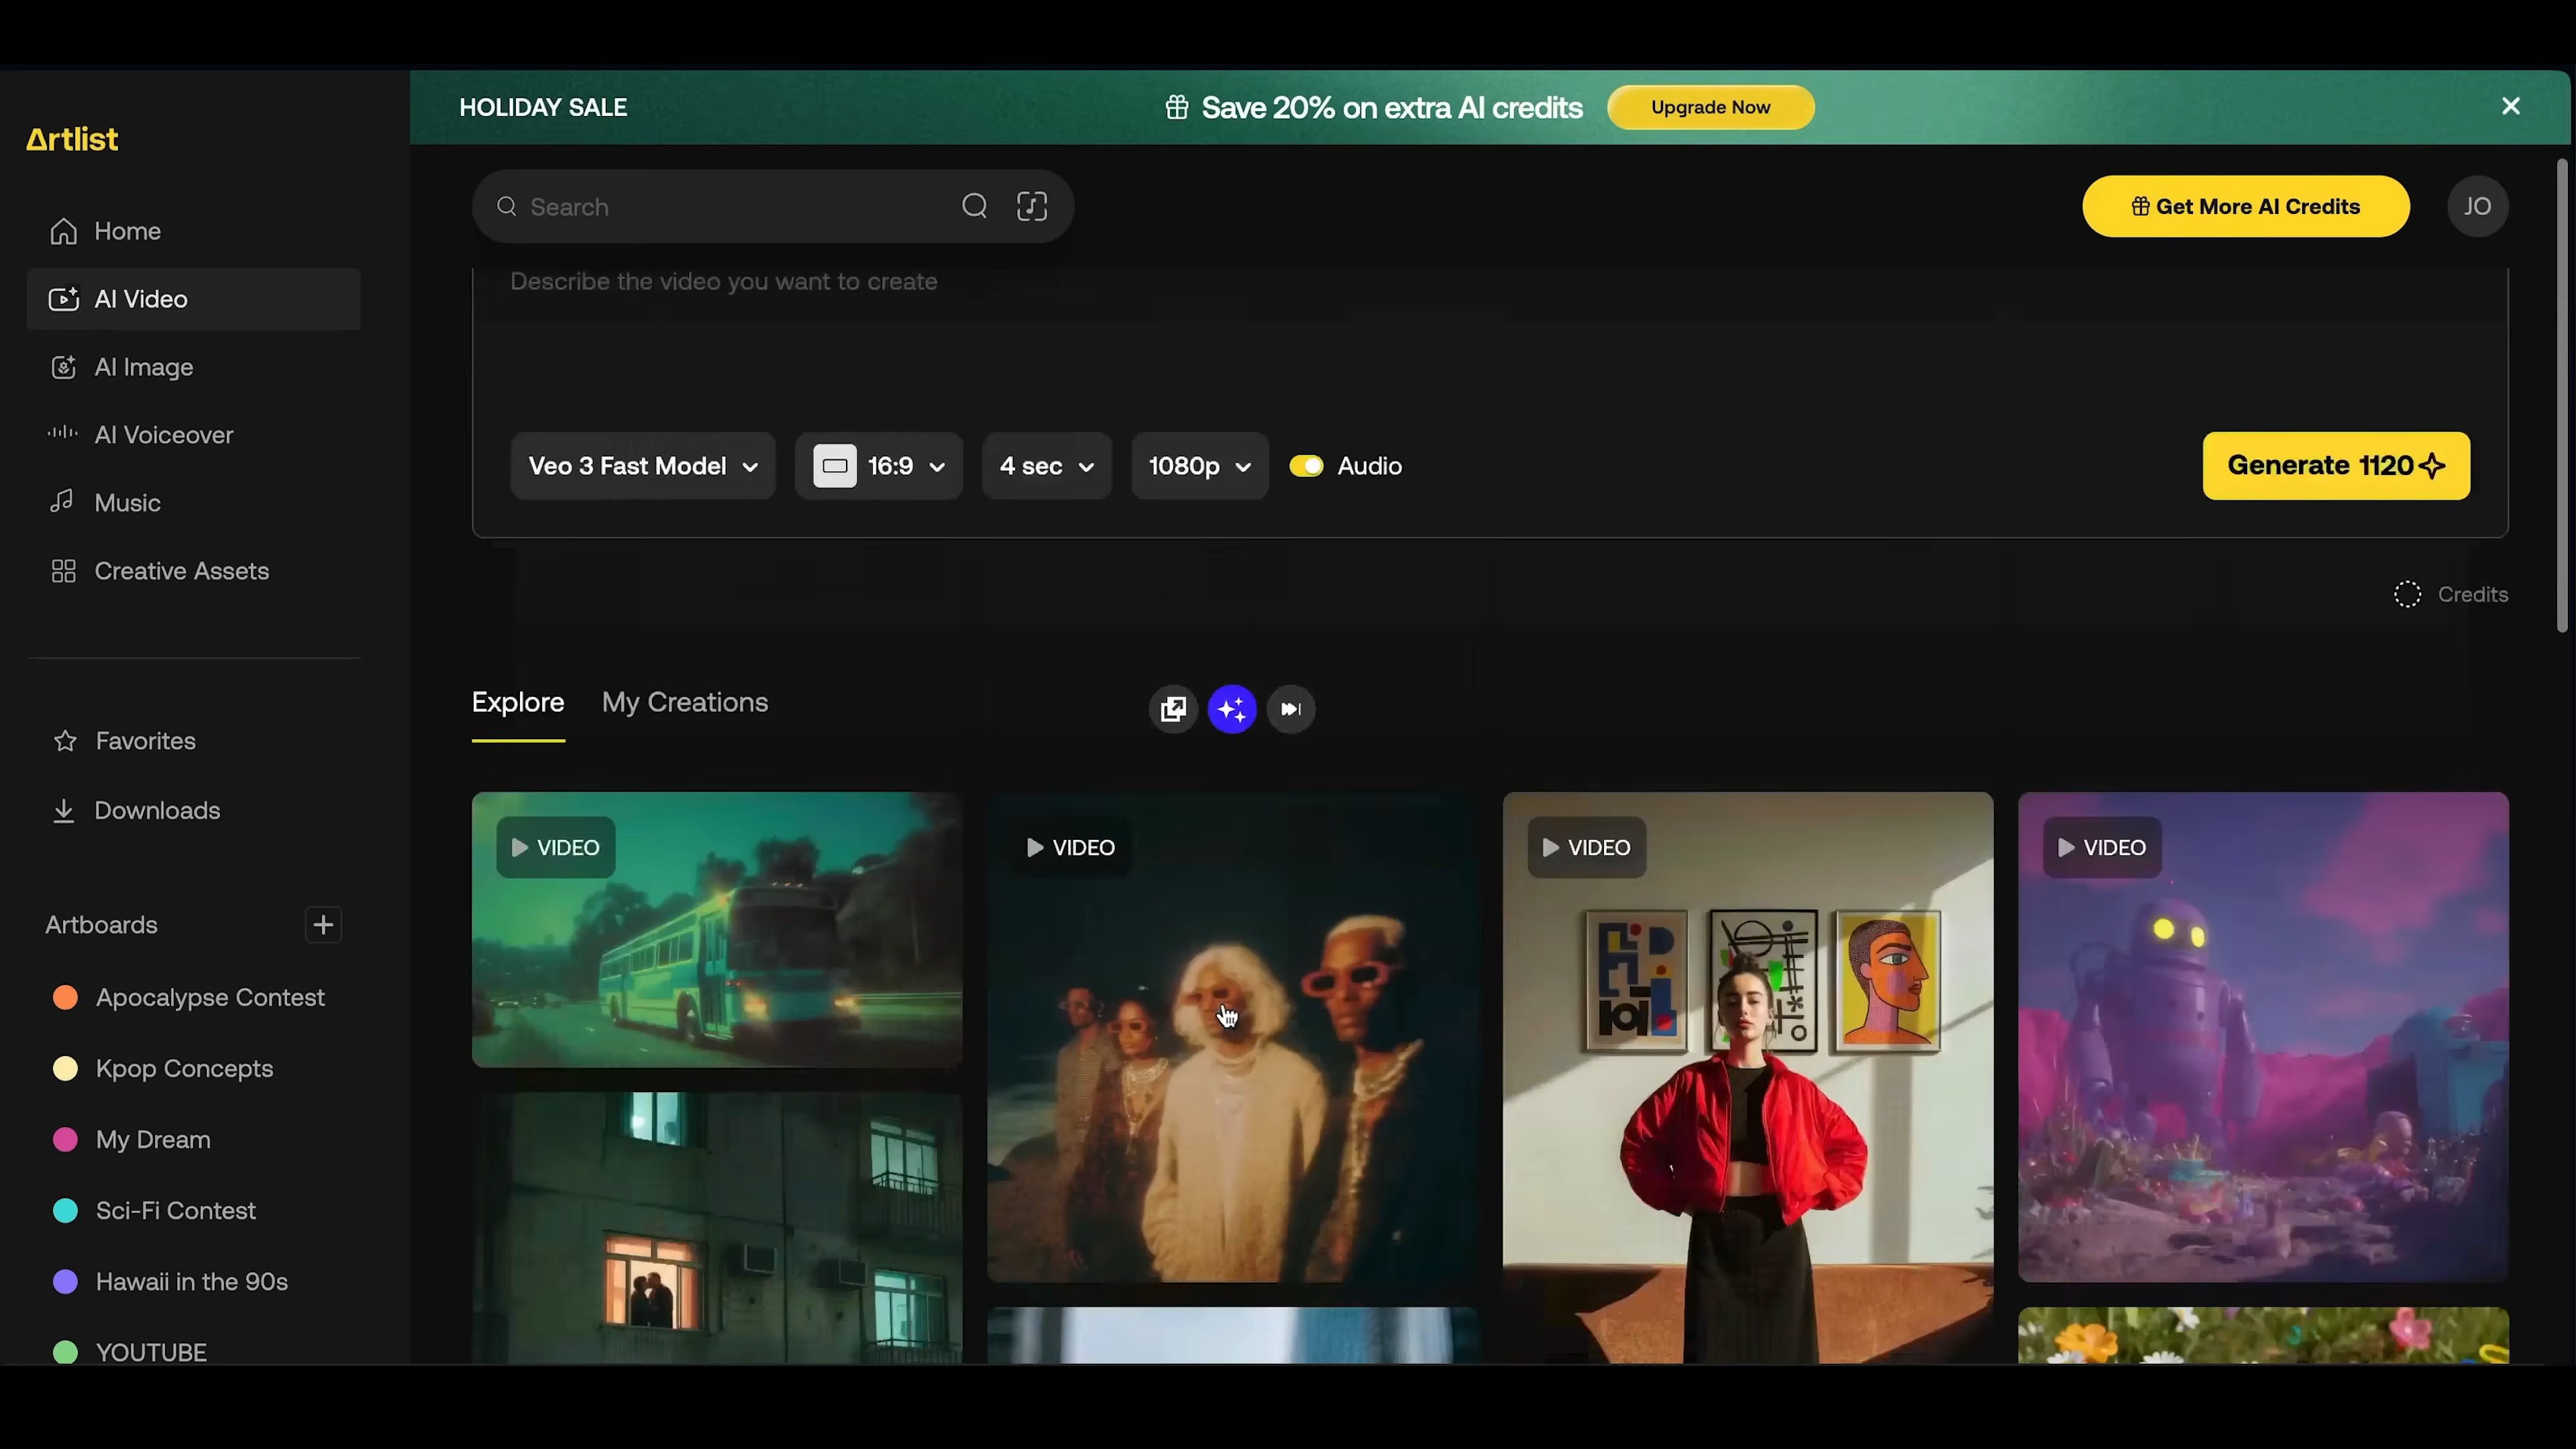 HOLIDAY SALE
Save 20% on extra AI credits
Upgrade Now
Artlist
Search
Get More AI Credits
JO
Home
AI Video
AI Image
AI Voiceover
Music
Creative Assets
Favorites
Downloads
Artboards
Apocalypse Contest
Kpop Concepts
My Dream
Sci-Fi Contest
Hawaii in the 90s
YOUTUBE
Describe the video you want to create
Veo 3 Fast Model
16:9
4 sec
1080p
Audio
Generate 1120
Credits
Explore
My Creations
VIDEO
VIDEO
VIDEO
VIDEO